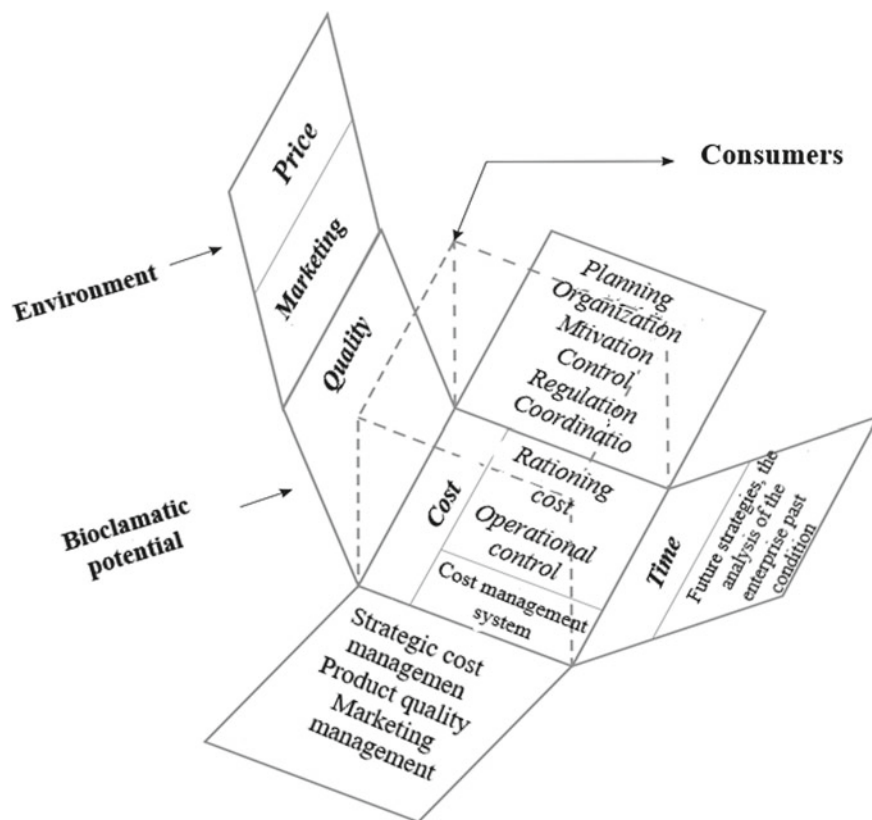 Price
Marketing
Quality
Environment
Bioclamatic
potential
Consumers
Planning
Organization
Mtivation
Control
Regulation
Coordinatio
Cost
Rationing
cost
Operational
control
Cost management
system
Time
Future strategies, the
analysis of the
enterprise past
condition
Strategic cost
managemen
Product quality
Marketing
management